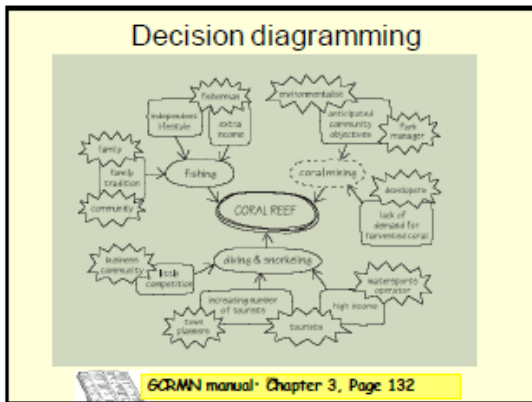 Decision diagramming
fisherman
independent
lifestyle
extra
income
environmentalist
anticipated
community
objectives
Park
manager
family
family
tradition
community
fishing
coral mining
CORAL REEF
developers
lack of
demand for
harvested coral
diving & snorkeling
business
community
little
competition
increasing number
of tourists
town
planners
tourists
high income
watersports
operator
GCRMN manual· Chapter 3, Page 132